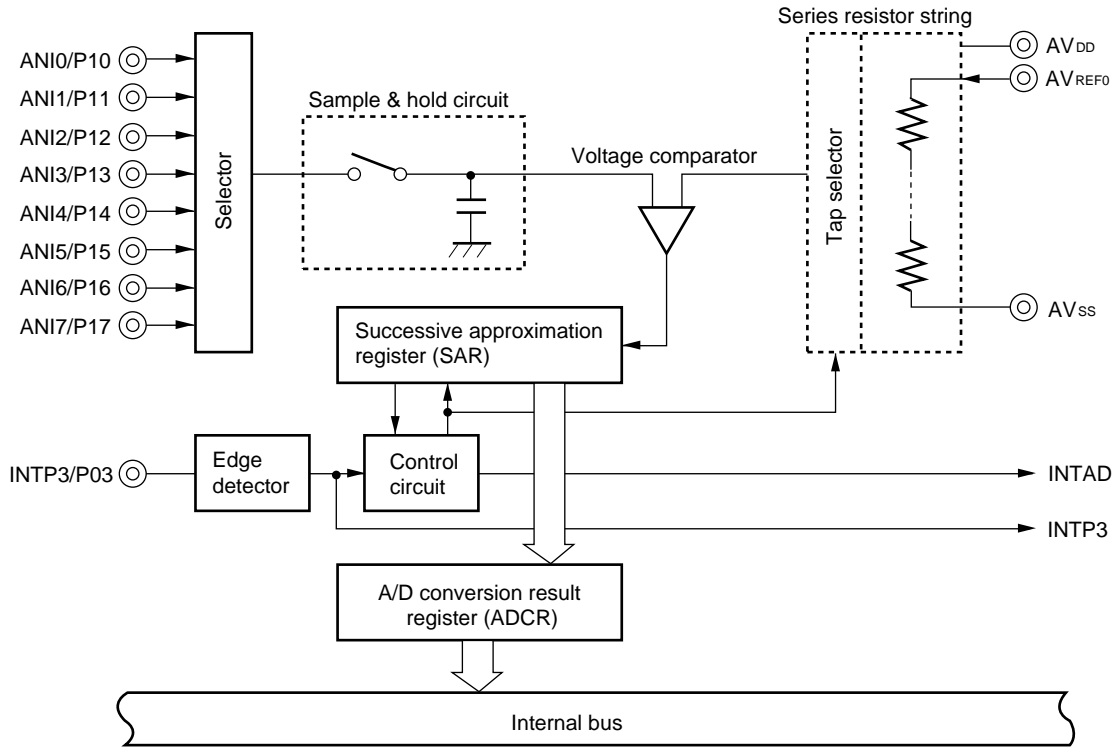 Series resistor string
ANI0/P10
ANI1/P11
ANI2/P12
ANI3/P13
ANI4/P14
ANI5/P15
ANI6/P16
ANI7/P17
Selector
Sample & hold circuit
Voltage comparator
Tap selector
AVDD
AVREF0
AVSS
Successive approximation
register (SAR)
INTP3/P03
Edge
detector
Control
circuit
INTAD
INTP3
A/D conversion result
register (ADCR)
Internal bus